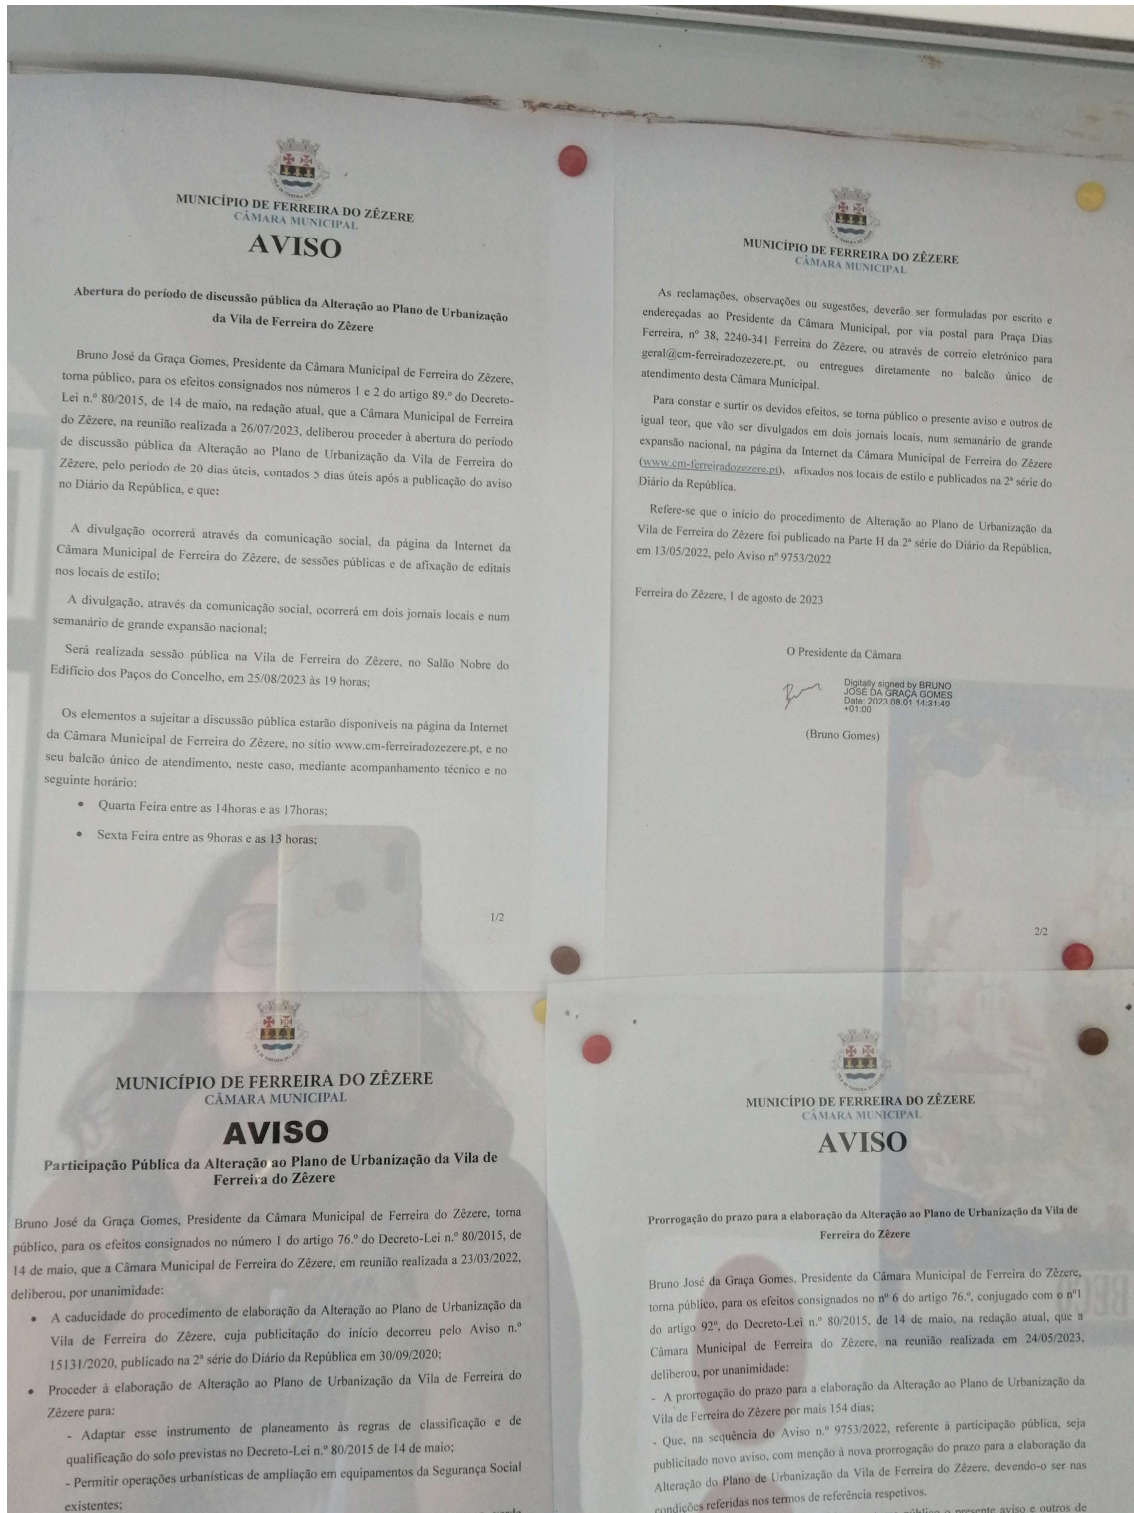 MUNICÍPIO DE FERREIRA DO ZÊZERE
CÂMARA MUNICIPAL
AVISO
Abertura do período de discussão pública da Alteração ao Plano de Urbanização
da Vila de Ferreira do Zêzere
Bruno José da Graça Gomes, Presidente da Câmara Municipal de Ferreira do Zêzere,
torna público, para os efeitos consignados nos números 1 e 2 do artigo 89.º do Decreto-
Lei n.º 80/2015, de 14 de maio, na redação atual, que a Câmara Municipal de Ferreira
do Zêzere, na reunião realizada a 26/07/2023, deliberou proceder à abertura do período
de discussão pública da Alteração ao Plano de Urbanização da Vila de Ferreira do
Zêzere, pelo período de 20 dias úteis, contados 5 dias úteis após a publicação do aviso
no Diário da República, e que:
A divulgação ocorrerá através da comunicação social, da página da Internet da
Câmara Municipal de Ferreira do Zêzere, de sessões públicas e de afixação de editais
nos locais de estilo;
A divulgação, através da comunicação social, ocorrerá em dois jornais locais e num
semanário de grande expansão nacional;
Será realizada sessão pública na Vila de Ferreira do Zêzere, no Salão Nobre do
Edifício dos Paços do Concelho, em 25/08/2023 às 19 horas;
Os elementos a sujeitar a discussão pública estarão disponíveis na página da Internet
da Câmara Municipal de Ferreira do Zêzere, no sítio www.cm-ferreiradozezere.pt, e no
seu balcão único de atendimento, neste caso, mediante acompanhamento técnico e no
seguinte horário:
• Quarta Feira entre as 14horas e as 17horas;
• Sexta Feira entre as 9horas e as 13 horas;
1/2
MUNICÍPIO DE FERREIRA DO ZÊZERE
CÂMARA MUNICIPAL
As reclamações, observações ou sugestões, deverão ser formuladas por escrito e
endereçadas ao Presidente da Câmara Municipal, por via postal para Praça Dias
Ferreira, nº 38, 2240-341 Ferreira do Zêzere, ou através de correio eletrónico para
geral@cm-ferreiradozezere.pt, ou entregues diretamente no balcão único de
atendimento desta Câmara Municipal.
Para constar e surtir os devidos efeitos, se torna público o presente aviso e outros de
igual teor, que vão ser divulgados em dois jornais locais, num semanário de grande
expansão nacional, na página da Internet da Câmara Municipal de Ferreira do Zêzere
(www.cm-ferreiradozezere.pt), afixados nos locais de estilo e publicados na 2ª série do
Diário da República.
Refere-se que o início do procedimento de Alteração ao Plano de Urbanização da
Vila de Ferreira do Zêzere foi publicado na Parte H da 2ª série do Diário da República,
em 13/05/2022, pelo Aviso nº 9753/2022
Ferreira do Zêzere, 1 de agosto de 2023
O Presidente da Câmara
Digitally signed by BRUNO
JOSÉ DA GRAÇA GOMES
Date: 2023.08.01 14:31:49
+01:00
(Bruno Gomes)
2/2
MUNICÍPIO DE FERREIRA DO ZÊZERE
CÂMARA MUNICIPAL
AVISO
Participação Pública da Alteração ao Plano de Urbanização da Vila de
Ferreira do Zêzere
Bruno José da Graça Gomes, Presidente da Câmara Municipal de Ferreira do Zêzere, torna
público, para os efeitos consignados no número 1 do artigo 76.º do Decreto-Lei n.º 80/2015, de
14 de maio, que a Câmara Municipal de Ferreira do Zêzere, em reunião realizada a 23/03/2022,
deliberou, por unanimidade:
• A caducidade do procedimento de elaboração da Alteração ao Plano de Urbanização da
Vila de Ferreira do Zêzere, cuja publicitação do início decorreu pelo Aviso n.º
15131/2020, publicado na 2ª série do Diário da República em 30/09/2020;
• Proceder à elaboração de Alteração ao Plano de Urbanização da Vila de Ferreira do
Zêzere para:
- Adaptar esse instrumento de planeamento às regras de classificação e de
qualificação do solo previstas no Decreto-Lei n.º 80/2015 de 14 de maio;
- Permitir operações urbanísticas de ampliação em equipamentos da Segurança Social
existentes;
MUNICÍPIO DE FERREIRA DO ZÊZERE
CÂMARA MUNICIPAL
AVISO
Prorrogação do prazo para a elaboração da Alteração ao Plano de Urbanização da Vila de
Ferreira do Zêzere
Bruno José da Graça Gomes, Presidente da Câmara Municipal de Ferreira do Zêzere,
torna público, para os efeitos consignados no nº 6 do artigo 76.º, conjugado com o nº1
do artigo 92º, do Decreto-Lei n.º 80/2015, de 14 de maio, na redação atual, que a
Câmara Municipal de Ferreira do Zêzere, na reunião realizada em 24/05/2023,
deliberou, por unanimidade:
- A prorrogação do prazo para a elaboração da Alteração ao Plano de Urbanização da
Vila de Ferreira do Zêzere por mais 154 dias;
- Que, na sequência do Aviso n.º 9753/2022, referente à participação pública, seja
publicitado novo aviso, com menção à nova prorrogação do prazo para a elaboração da
Alteração do Plano de Urbanização da Vila de Ferreira do Zêzere, devendo-o ser nas
condições referidas nos termos de referência respetivos.
público o presente aviso e outros de